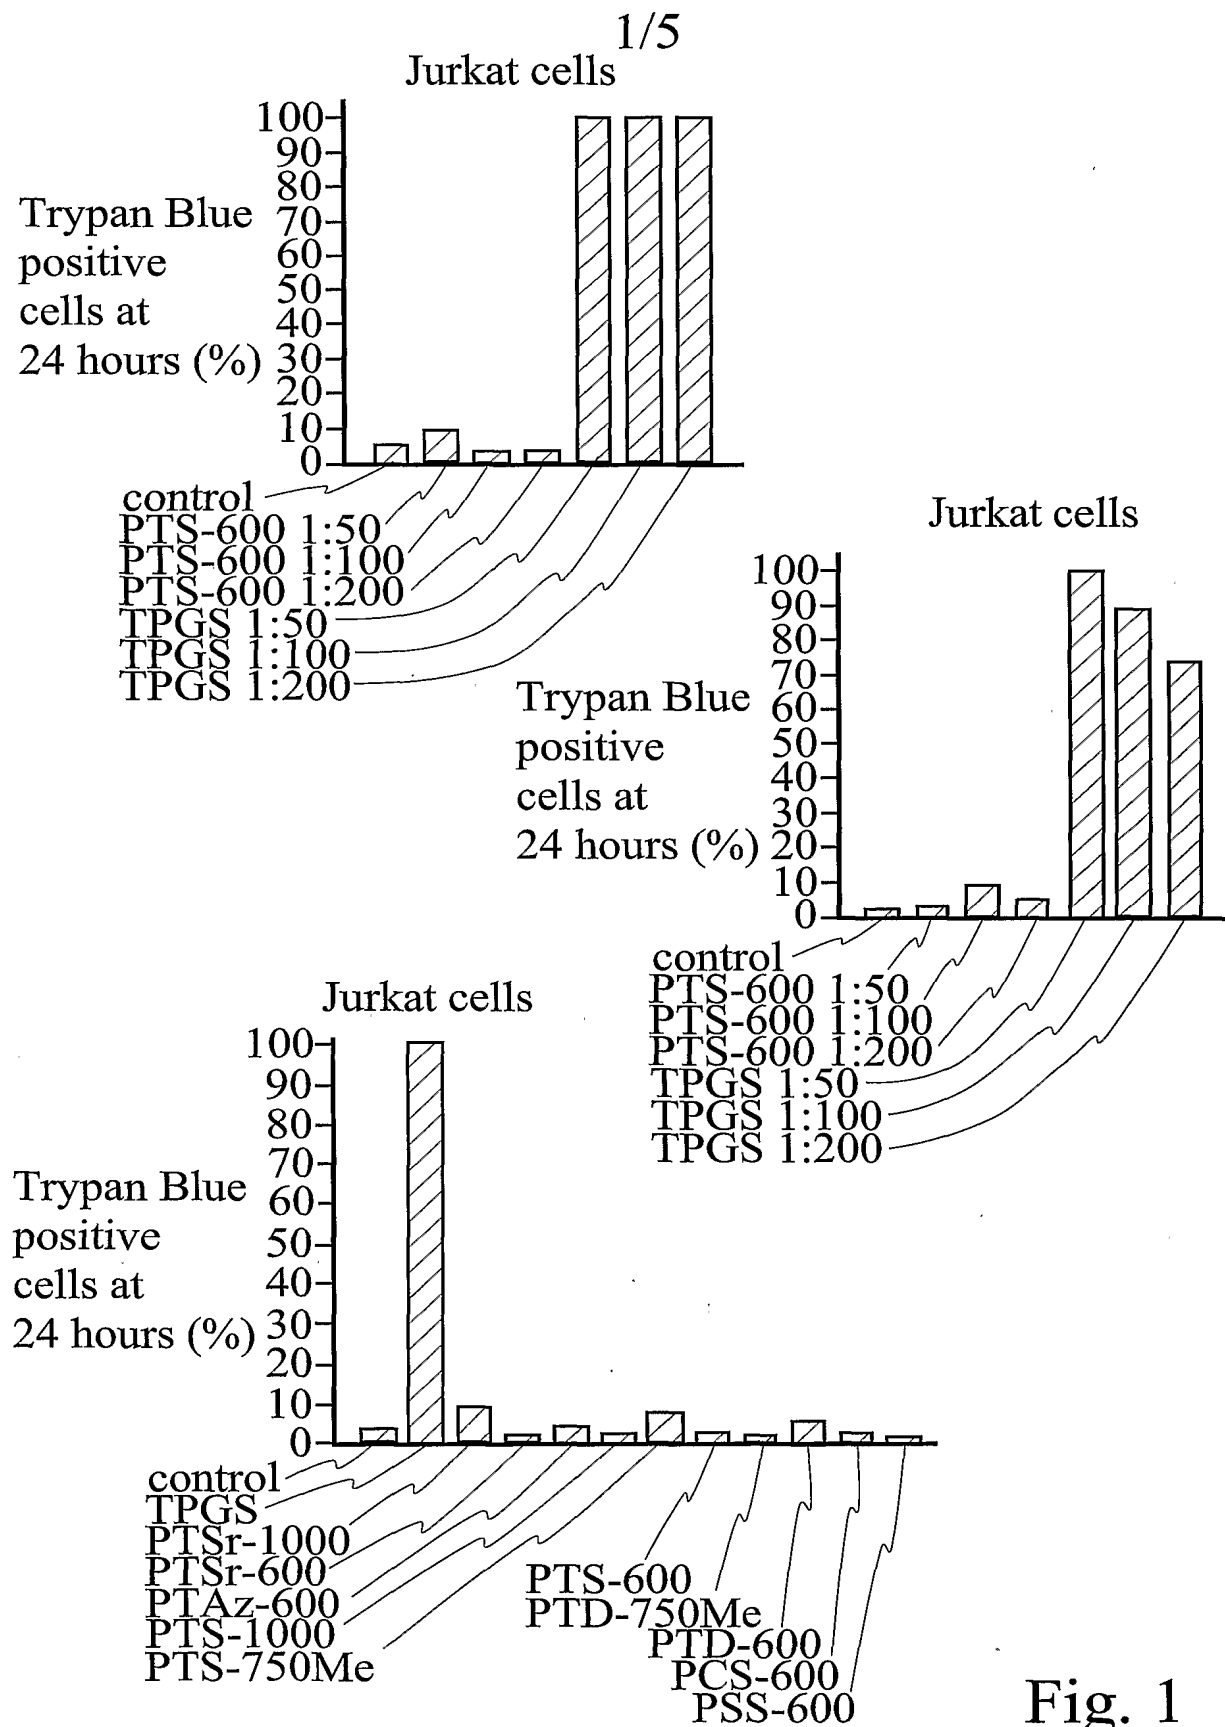 1/5
Jurkat cells
100
90
80
70
60
50
40
30
20
10
0
Trypan Blue
positive
cells at
24 hours (%)
control
PTS-600 1:50
PTS-600 1:100
PTS-600 1:200
TPGS 1:50
TPGS 1:100
TPGS 1:200
Jurkat cells
100
90
80
70
60
50
40
30
20
10
0
Trypan Blue
positive
cells at
24 hours (%)
control
PTS-600 1:50
PTS-600 1:100
PTS-600 1:200
TPGS 1:50
TPGS 1:100
TPGS 1:200
Jurkat cells
100
90
80
70
60
50
40
30
20
10
0
Trypan Blue
positive
cells at
24 hours (%)
control
TPGS
PTSr-1000
PTSr-600
PTAz-600
PTS-1000
PTS-750Me
PTS-600
PTD-750Me
PTD-600
PCS-600
PSS-600
Fig. 1